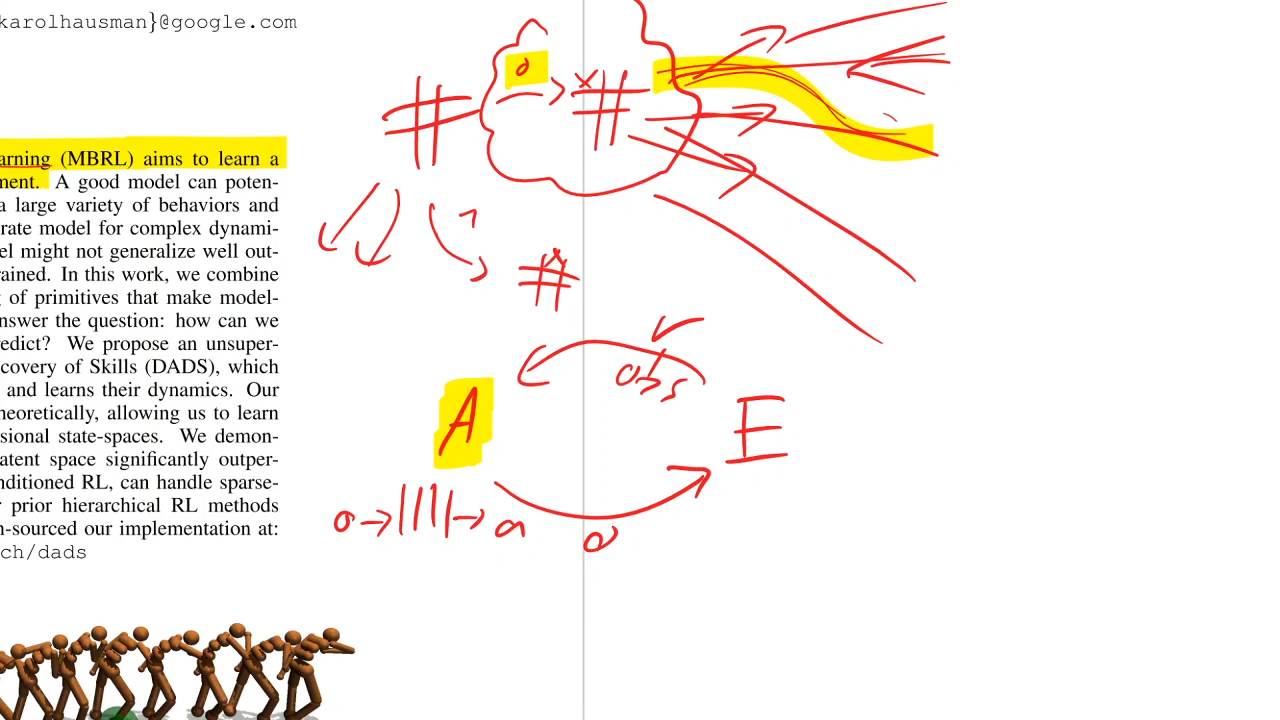 karolhausman}@google.com
arning (MBRL) aims to learn a
ment. A good model can poten-
a large variety of behaviors and
rate model for complex dynami-
el might not generalize well out-
rained. In this work, we combine
g of primitives that make model-
nswer the question: how can we
redict? We propose an unsuper-
covery of Skills (DADS), which
and learns their dynamics. Our
heoretically, allowing us to learn
sional state-spaces. We demon-
atent space significantly outper-
nditioned RL, can handle sparse-
r prior hierarchical RL methods
n-sourced our implementation at:
ch/dads
obs
A
E
o a
a